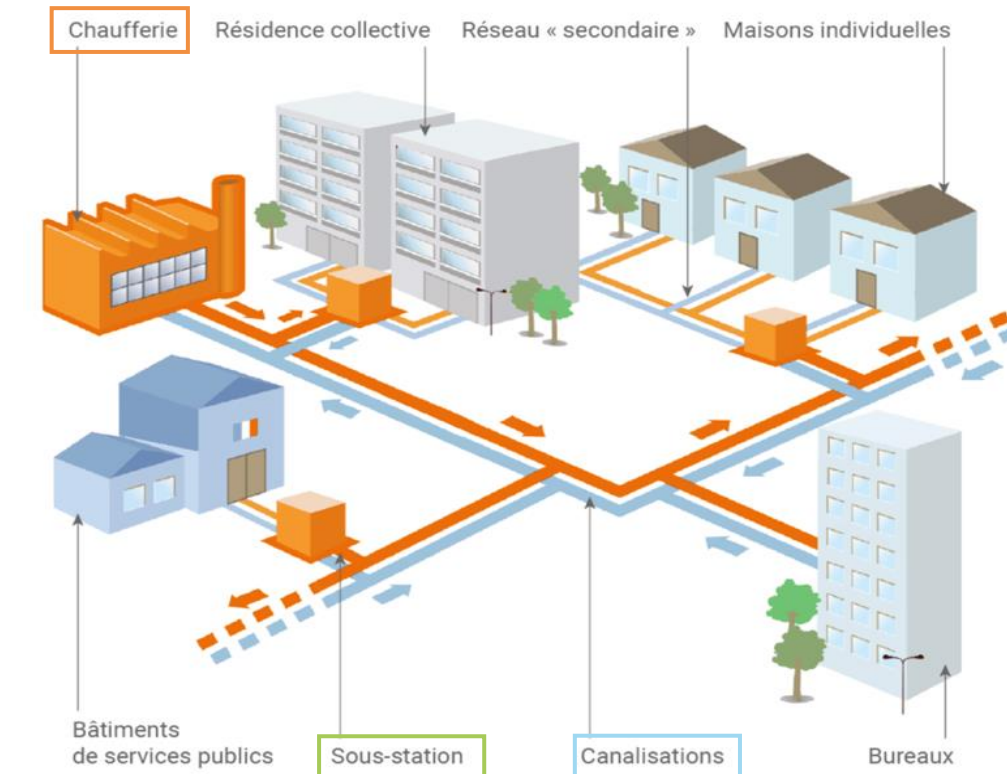 Chaufferie
Résidence collective
Réseau « secondaire »
Maisons individuelles
Bâtiments
de services publics
Sous-station
Canalisations
Bureaux